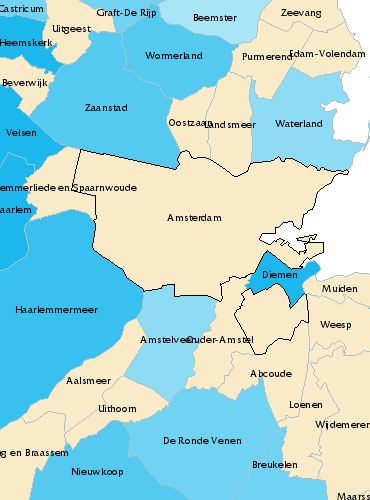 Castricum
Graft-De Rijp
Beemster
Zeevang
Uitgeest
Heemskerk
Wormerland
Purmerend
Edam-Volendam
Beverwijk
Zaanstad
Oostzaan
Landsmeer
Waterland
Velsen
emmerliede en Spaarnwoude
aarlem
Amsterdam
Diemen
Muiden
Haarlemmermeer
Weesp
Amstelveen
Ouder-Amstel
Aalsmeer
Abcoude
Uithoorn
Loenen
Wijdemeren
De Ronde Venen
ng en Braassem
Nieuwkoop
Breukelen
Maarss